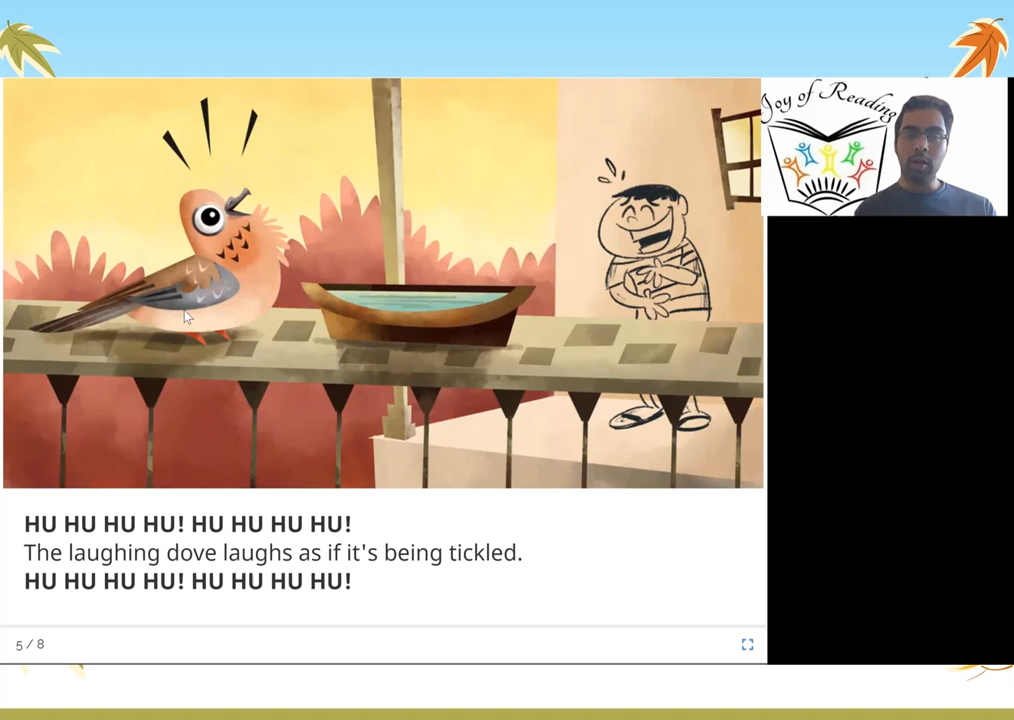 Joy of Reading
HU HU HU HU! HU HU HU HU!
The laughing dove laughs as if it's being tickled.
HU HU HU HU! HU HU HU HU!
5 / 8